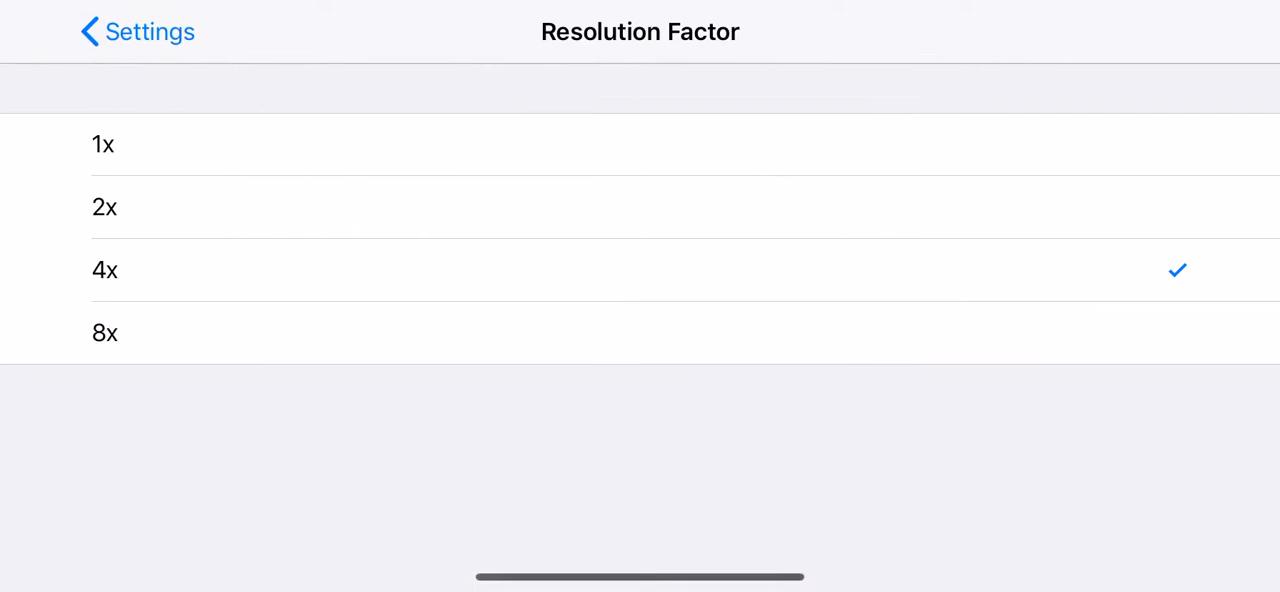 Settings
Resolution Factor
1x
2x
4x
8x